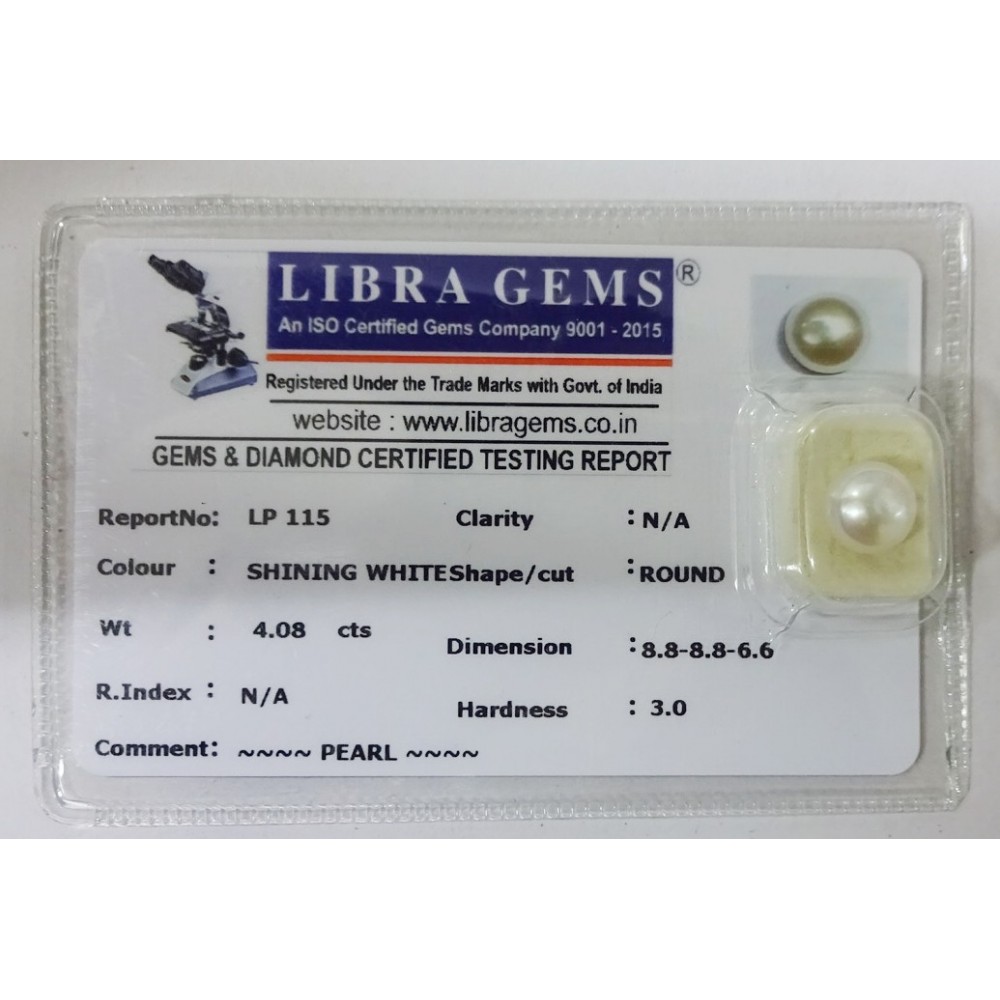 LIBRA GEMS®
An ISO Certified Gems Company 9001 - 2015
Registered Under the Trade Marks with Govt. of India
website : www.libragems.co.in
GEMS & DIAMOND CERTIFIED TESTING REPORT
ReportNo: LP 115 Clarity : N/A
Colour : SHINING WHITE Shape/cut : ROUND
Wt : 4.08 cts Dimension : 8.8-8.8-6.6
R.Index : N/A Hardness : 3.0
Comment: ~~~~ PEARL ~~~~